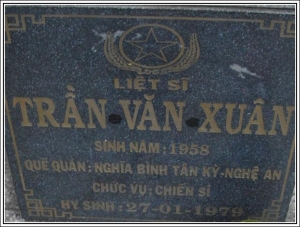 LIỆT SĨ
TRẦN VĂN XUÂN
SINH NĂM: 1958
QUÊ QUÁN: NGHĨA BÌNH TÂN KỲ-NGHỆ AN
CHỨC VỤ: CHIẾN SĨ
HY SINH: 27-01-1979